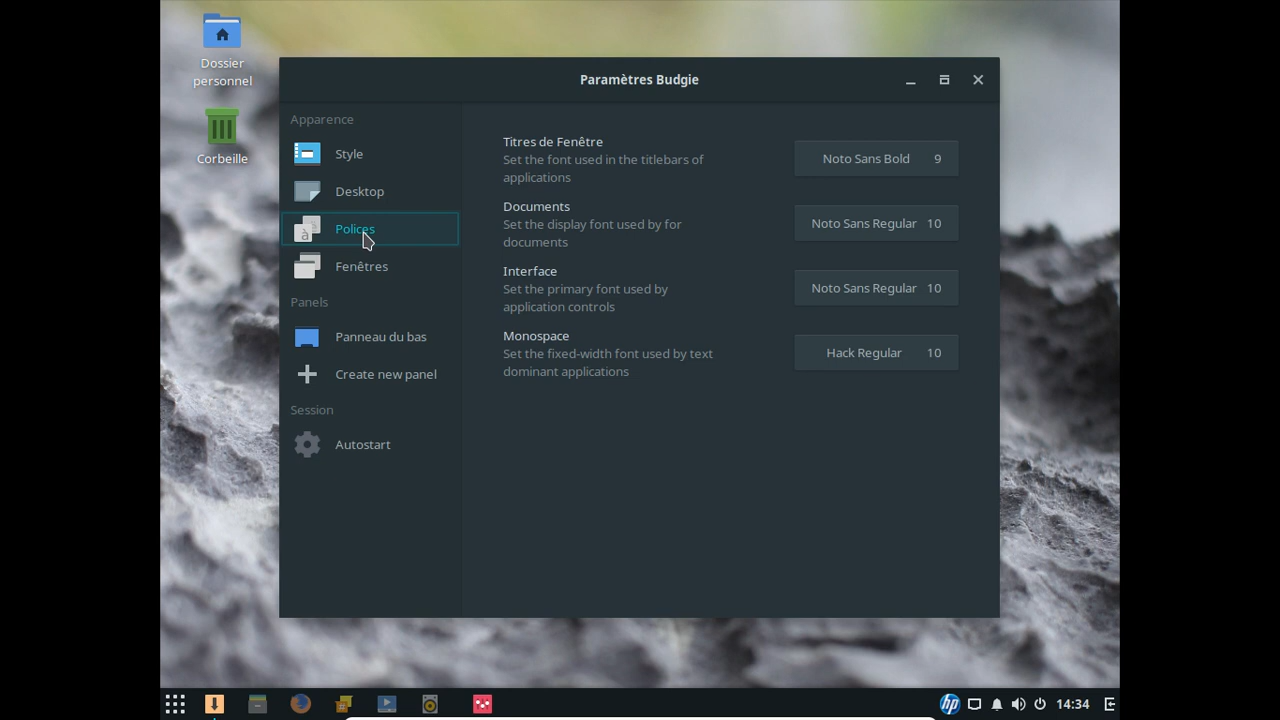 Dossier
personnel
Corbeille
Paramètres Budgie
Apparence
Style
Desktop
Polices
Fenêtres
Panels
Panneau du bas
Create new panel
Session
Autostart
Titres de Fenêtre
Set the font used in the titlebars of
applications
Noto Sans Bold 9
Documents
Set the display font used by for
documents
Noto Sans Regular 10
Interface
Set the primary font used by
application controls
Noto Sans Regular 10
Monospace
Set the fixed-width font used by text
dominant applications
Hack Regular 10
hp
14:34